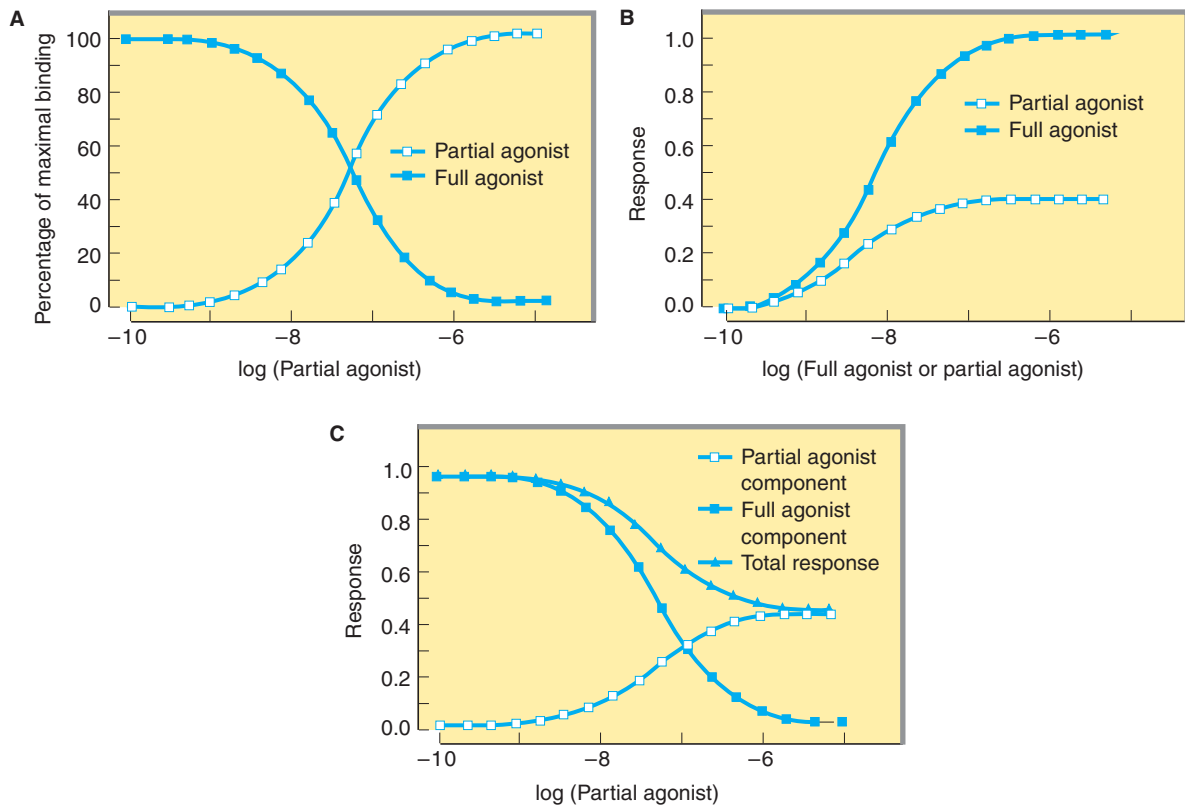 A
Percentage of maximal binding
100
80
60
40
20
0
Partial agonist
Full agonist
−10
−8
−6
log (Partial agonist)
B
Response
1.0
0.8
0.6
0.4
0.2
0.0
Partial agonist
Full agonist
−10
−8
−6
log (Full agonist or partial agonist)
C
Response
1.0
0.8
0.6
0.4
0.2
0.0
Partial agonist
component
Full agonist
component
Total response
−10
−8
−6
log (Partial agonist)